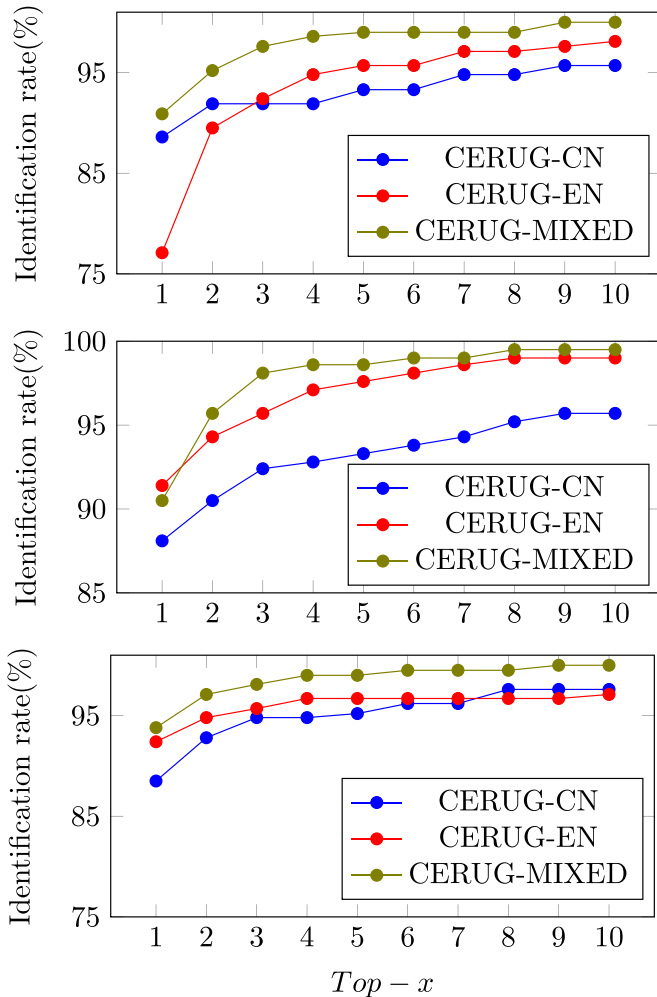 Identification rate(%)
95
85
75
1 2 3 4 5 6 7 8 9 10
CERUG-CN
CERUG-EN
CERUG-MIXED
Identification rate(%)
100
95
90
85
1 2 3 4 5 6 7 8 9 10
CERUG-CN
CERUG-EN
CERUG-MIXED
Identification rate(%)
95
85
75
1 2 3 4 5 6 7 8 9 10
CERUG-CN
CERUG-EN
CERUG-MIXED
Top − x